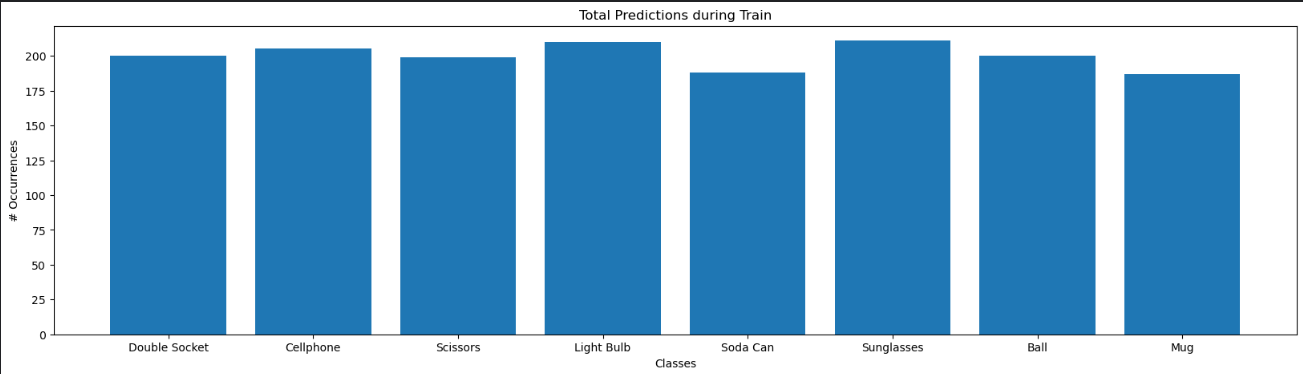 Total Predictions during Train
# Occurrences
200
175
150
125
100
75
50
25
0
Double Socket Cellphone Scissors Light Bulb Soda Can Sunglasses Ball Mug
Classes